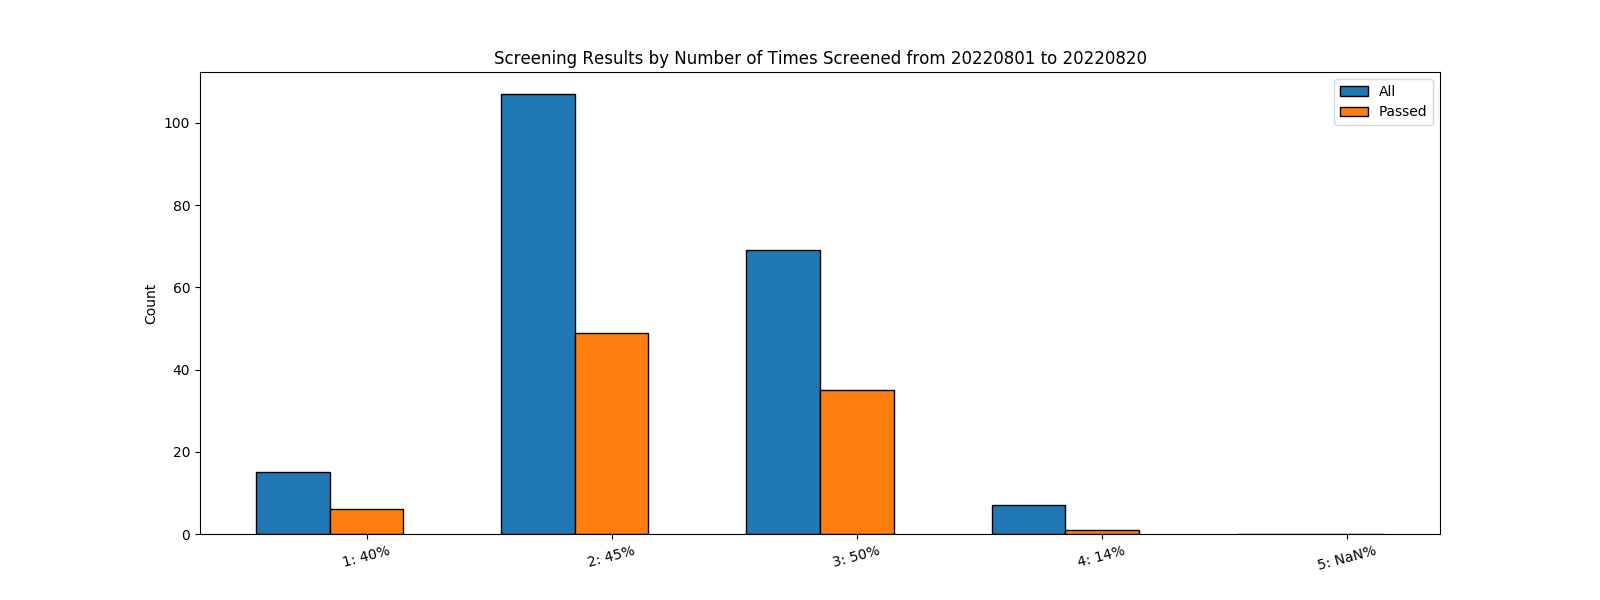 Screening Results by Number of Times Screened from 20220801 to 20220820
All
Passed
Count
100
80
60
40
20
0
1: 40%
2: 45%
3: 50%
4: 14%
5: NaN%